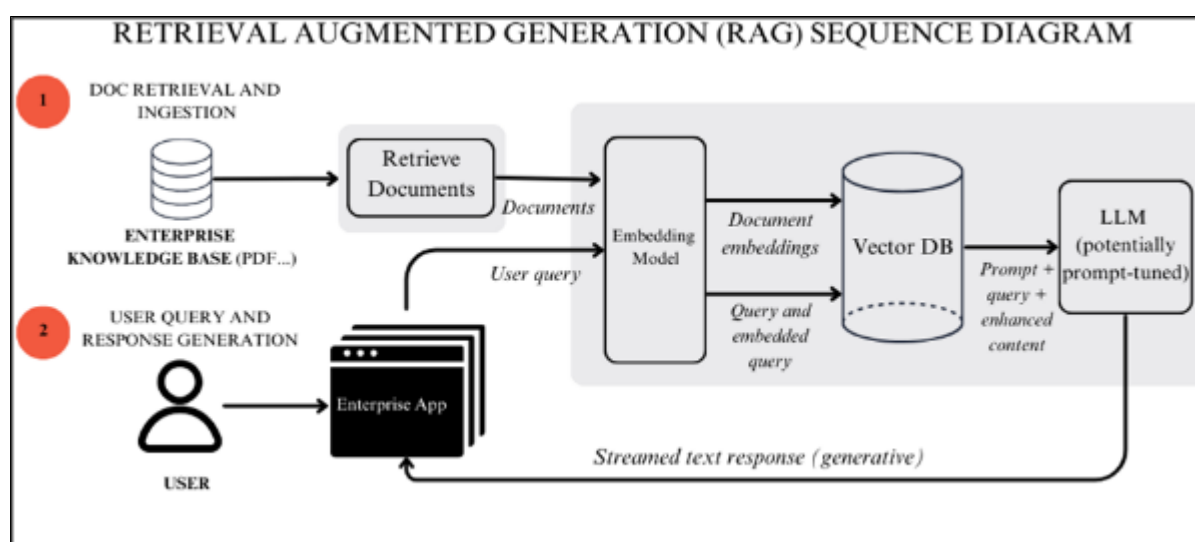 RETRIEVAL AUGMENTED GENERATION (RAG) SEQUENCE DIAGRAM
1
DOC RETRIEVAL AND
INGESTION
ENTERPRISE
KNOWLEDGE BASE (PDF...)
Retrieve
Documents
Documents
User query
Embedding
Model
Document
embeddings
Query and
embedded
query
Vector DB
Prompt +
query +
enhanced
content
LLM
(potentially
prompt-tuned)
2
USER QUERY AND
RESPONSE GENERATION
USER
Enterprise App
Streamed text response (generative)